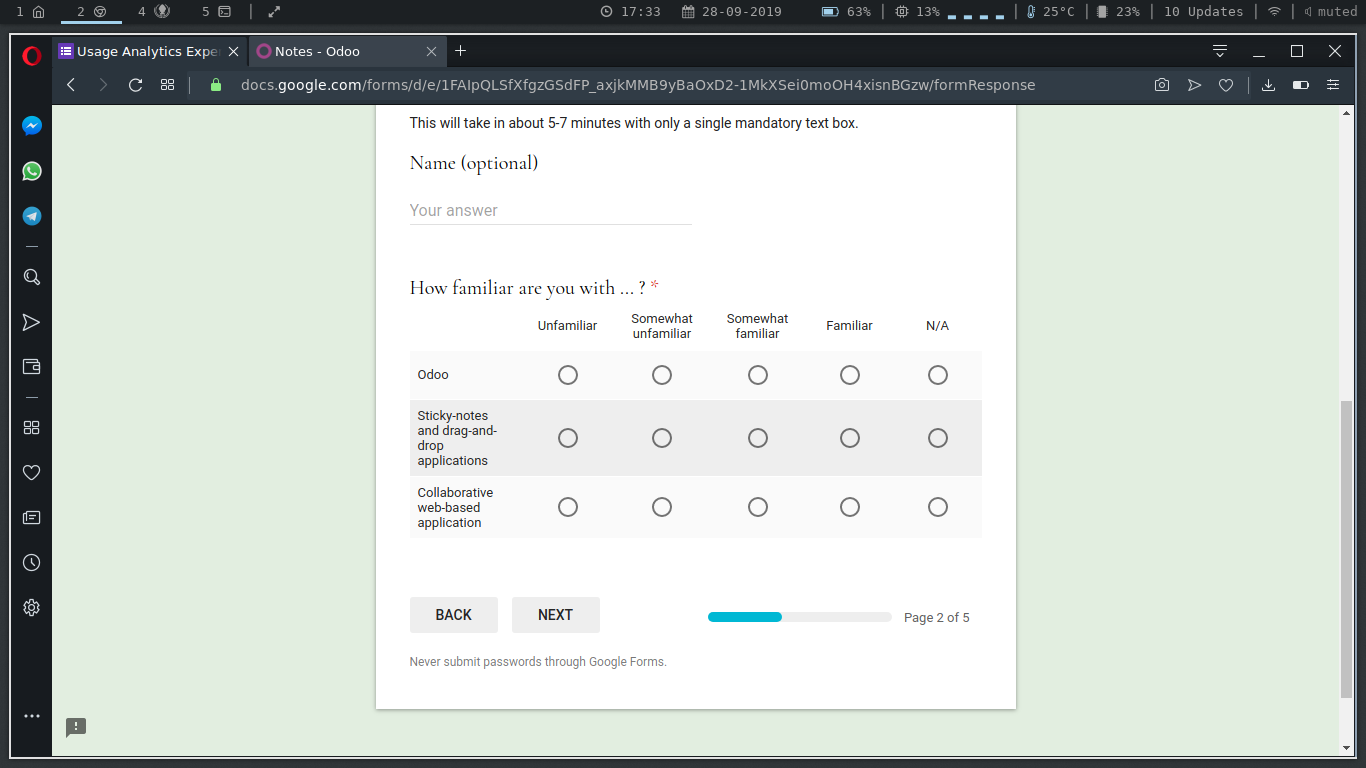 1 2 4 5 17:33 28-09-2019 63% 13% 25°C 23% 10 Updates muted
Usage Analytics Expe Notes - Odoo
docs.google.com/forms/d/e/1FAIpQLSfXfgzGSdFP_axjkMMB9yBaOxD2-1MkXSei0moOH4xisnBGzw/formResponse
This will take in about 5-7 minutes with only a single mandatory text box.
Name (optional)
Your answer
How familiar are you with ... ? *
Unfamiliar Somewhat unfamiliar Somewhat familiar Familiar N/A
Odoo
Sticky-notes
and drag-and-
drop
applications
Collaborative
web-based
application
BACK NEXT Page 2 of 5
Never submit passwords through Google Forms.